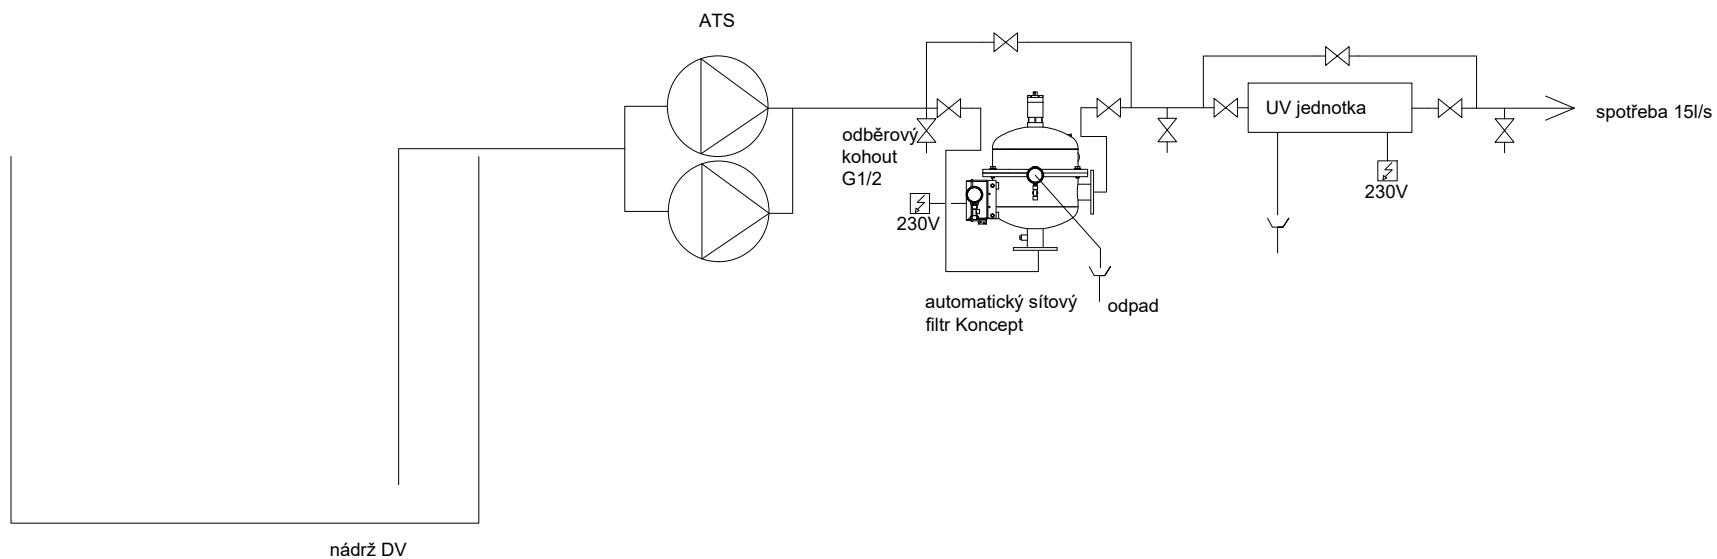 ATS
odběrový
kohout
G1/2
230V
automatický sítový
filtr Koncept
odpad
UV jednotka
230V
spotřeba 15l/s
nádrž DV